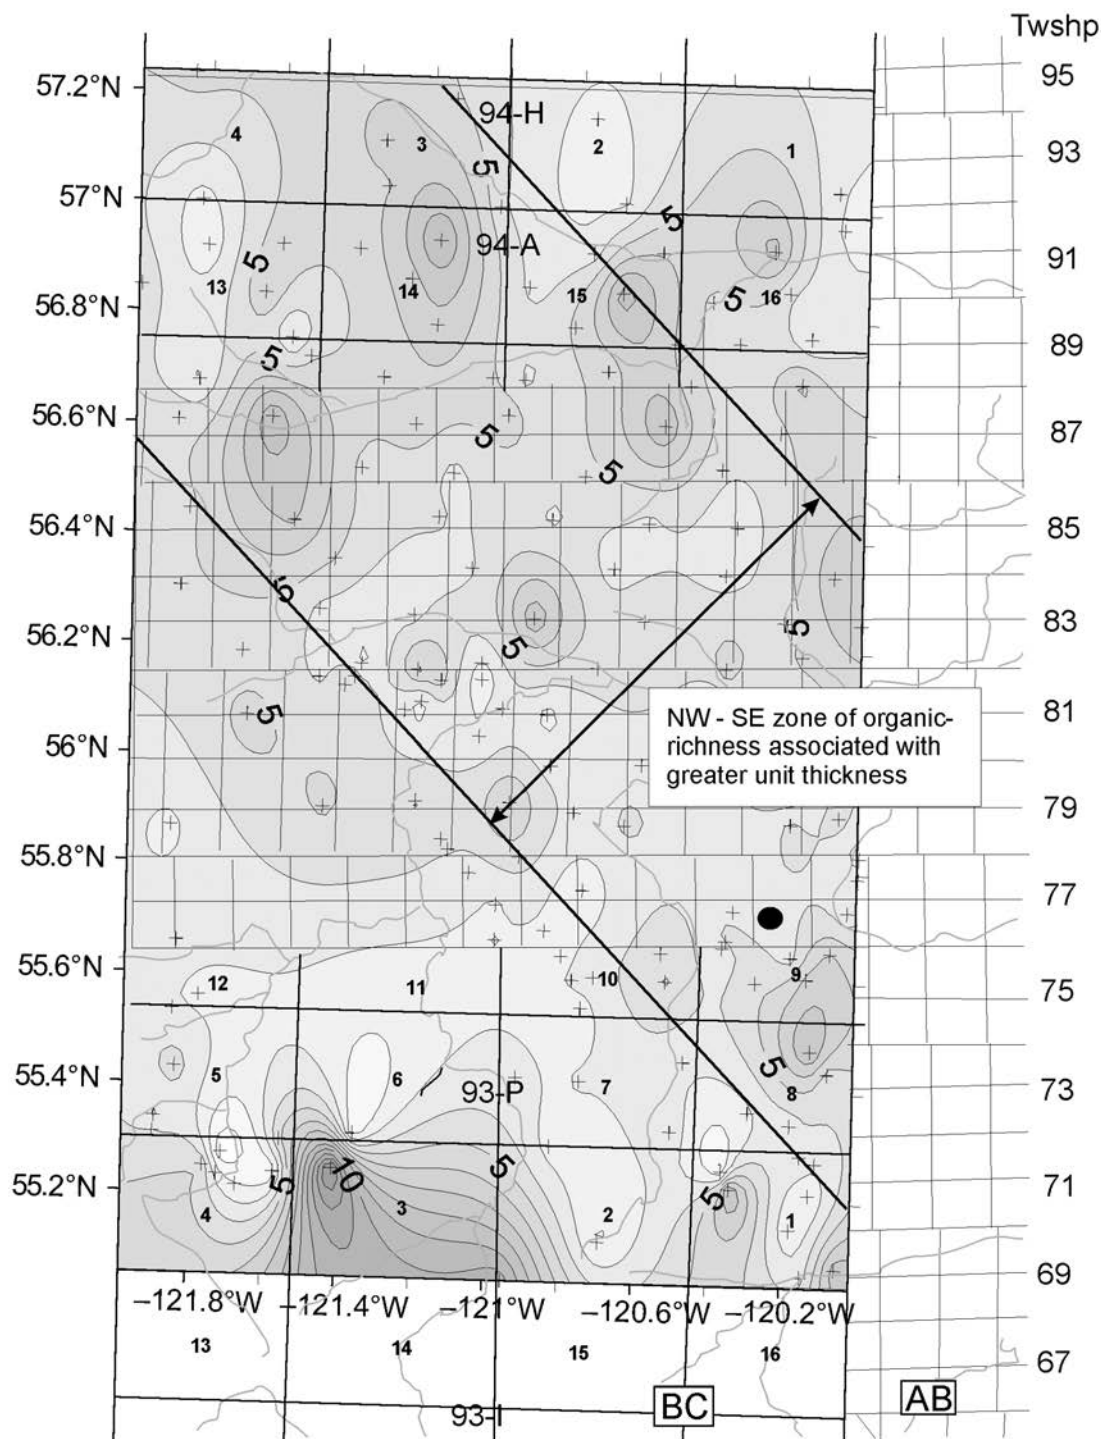 Twshp
95
57.2°N
94-H
4
3
2
1
93
5
57°N
5
94-A
91
5
13
14
15
5
16
56.8°N
89
5
56.6°N
5
87
5
56.4°N
85
5
83
56.2°N
5
5
NW - SE zone of organic-
richness associated with
greater unit thickness
5
81
56°N
79
55.8°N
77
55.6°N
12
11
10
9
75
5
6
7
5
8
55.4°N
93-P
73
55.2°N
5
10
5
5
71
4
3
2
1
69
−121.8°W
−121.4°W
−121°W
−120.6°W
−120.2°W
13
14
15
16
67
93-I
BC
AB